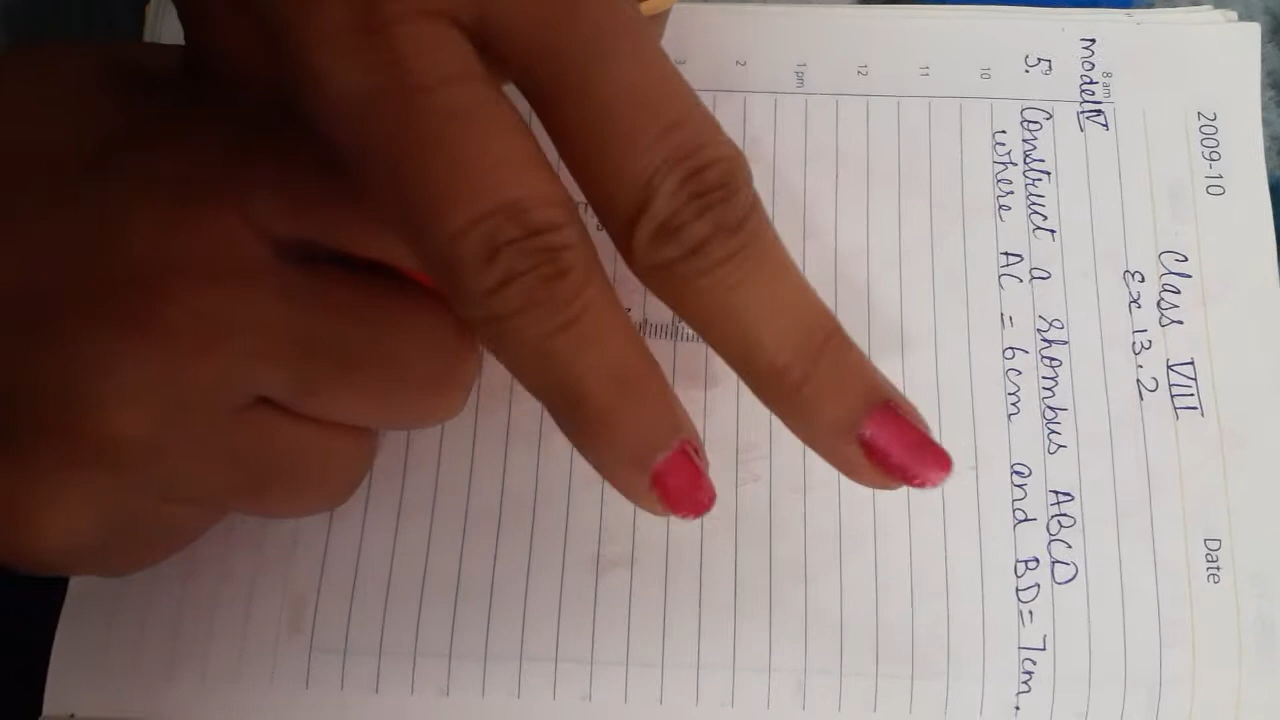 2009-10 Date
Class VIII
Ex 13.2
8 am
model IV
5. Construct a rhombus ABCD
where AC = 6cm and BD = 7cm.
10
11
12
1 pm
2
3